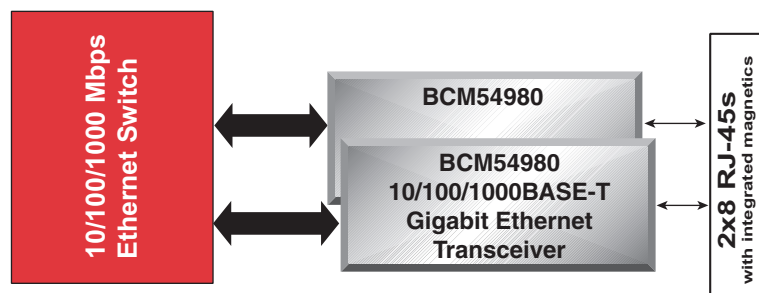 10/100/1000 Mbps
Ethernet Switch
BCM54980
BCM54980
10/100/1000BASE-T
Gigabit Ethernet
Transceiver
2x8 RJ-45s
with integrated magnetics